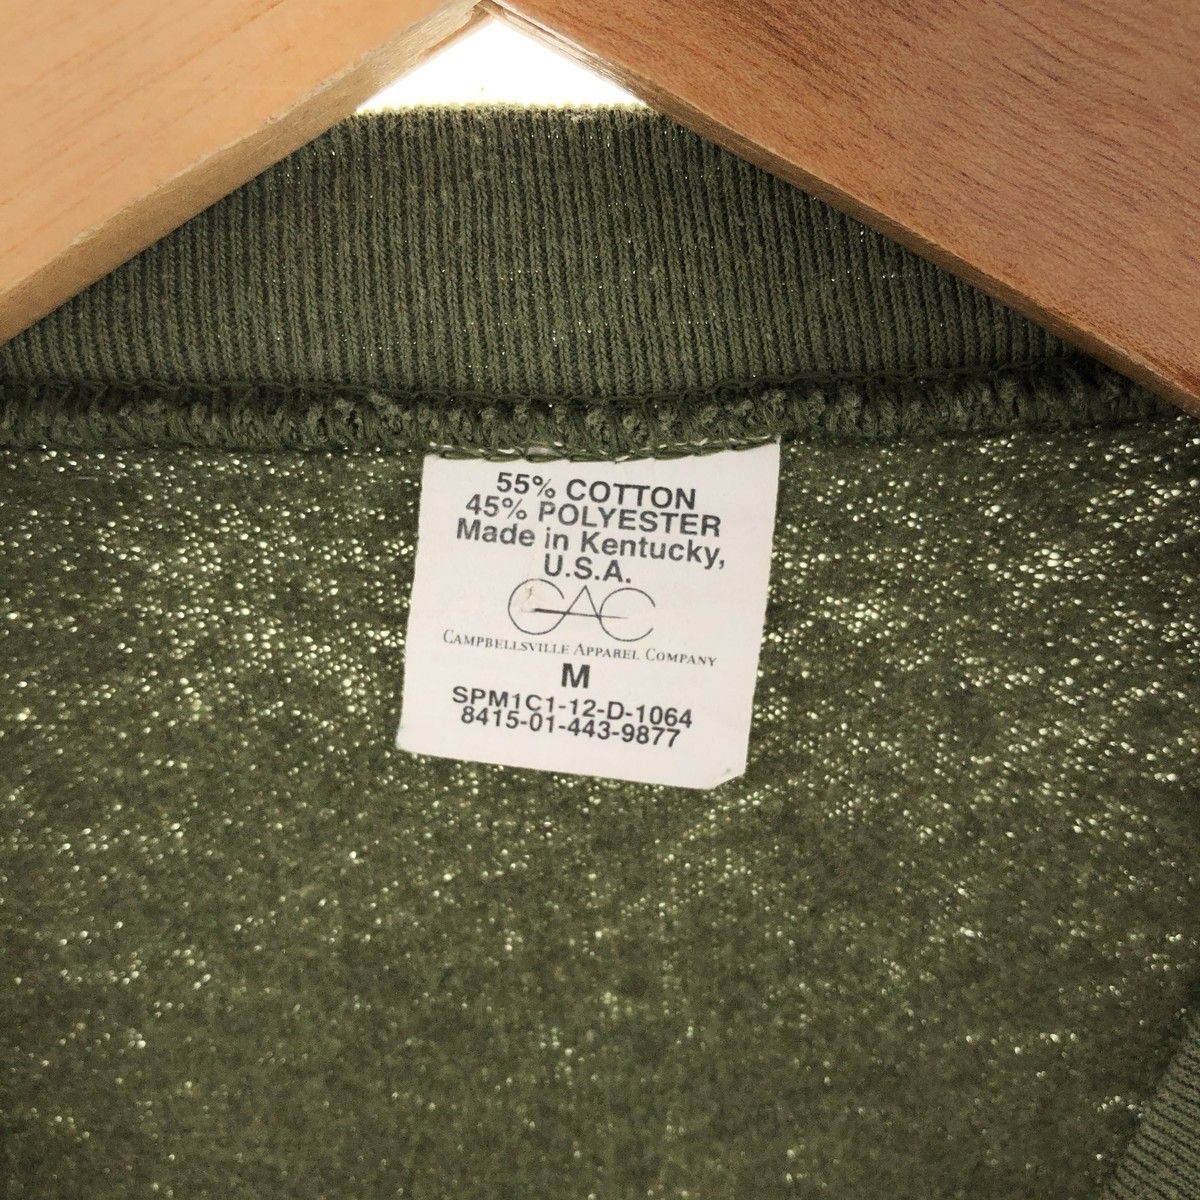 55% COTTON
45% POLYESTER
Made in Kentucky,
U.S.A.
CAC
CAMPBELLSVILLE APPAREL COMPANY
M
SPM1C1-12-D-1064
8415-01-443-9877